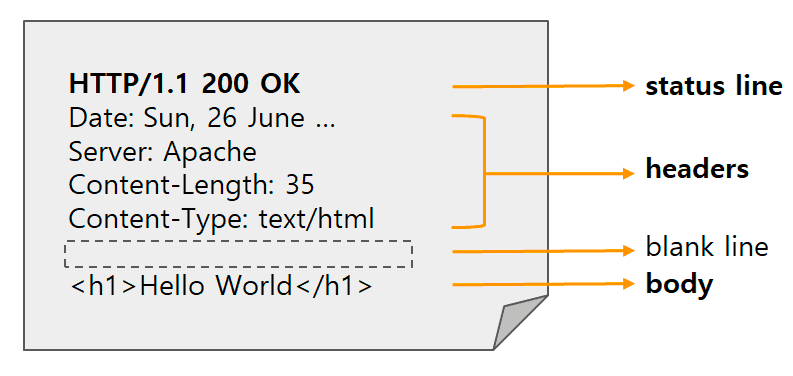 HTTP/1.1 200 OK
status line
Date: Sun, 26 June ...
Server: Apache
headers
Content-Length: 35
Content-Type: text/html
blank line
<h1>Hello World</h1>
body